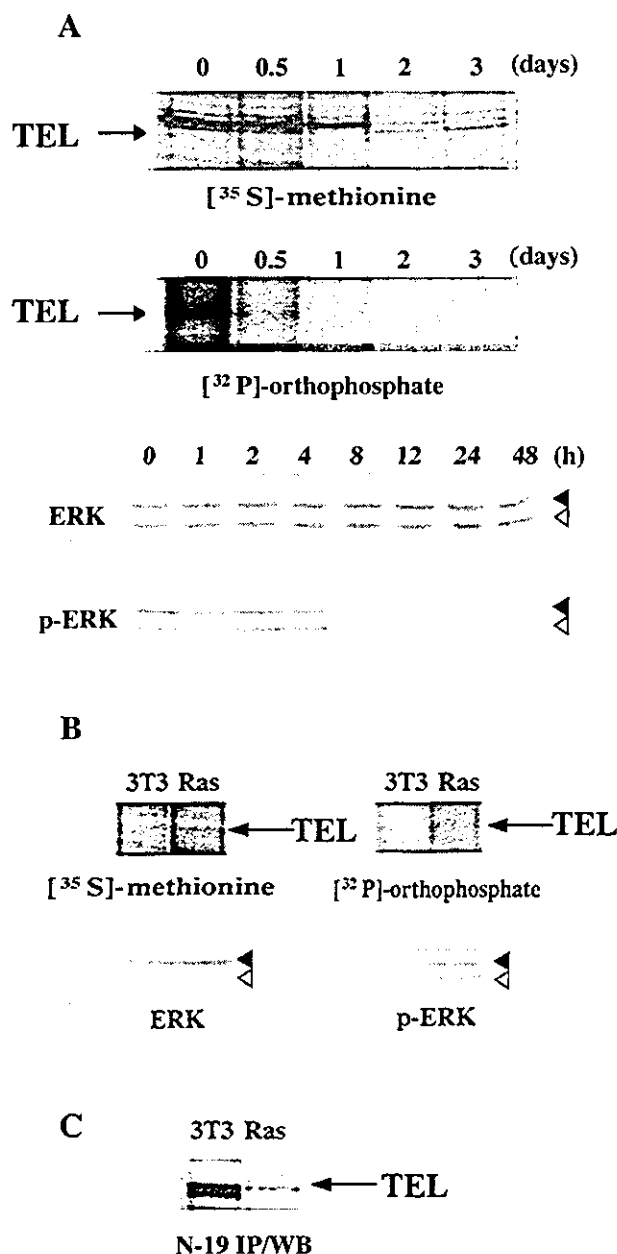 A
0 0.5 1 2 3 (days)
TEL
[35 S]-methionine
0 0.5 1 2 3 (days)
TEL
[32 P]-orthophosphate
0 1 2 4 8 12 24 48 (h)
ERK
p-ERK
B
3T3 Ras 3T3 Ras
TEL TEL
[35 S]-methionine [32 P]-orthophosphate
ERK p-ERK
C
3T3 Ras
TEL
N-19 IP/WB